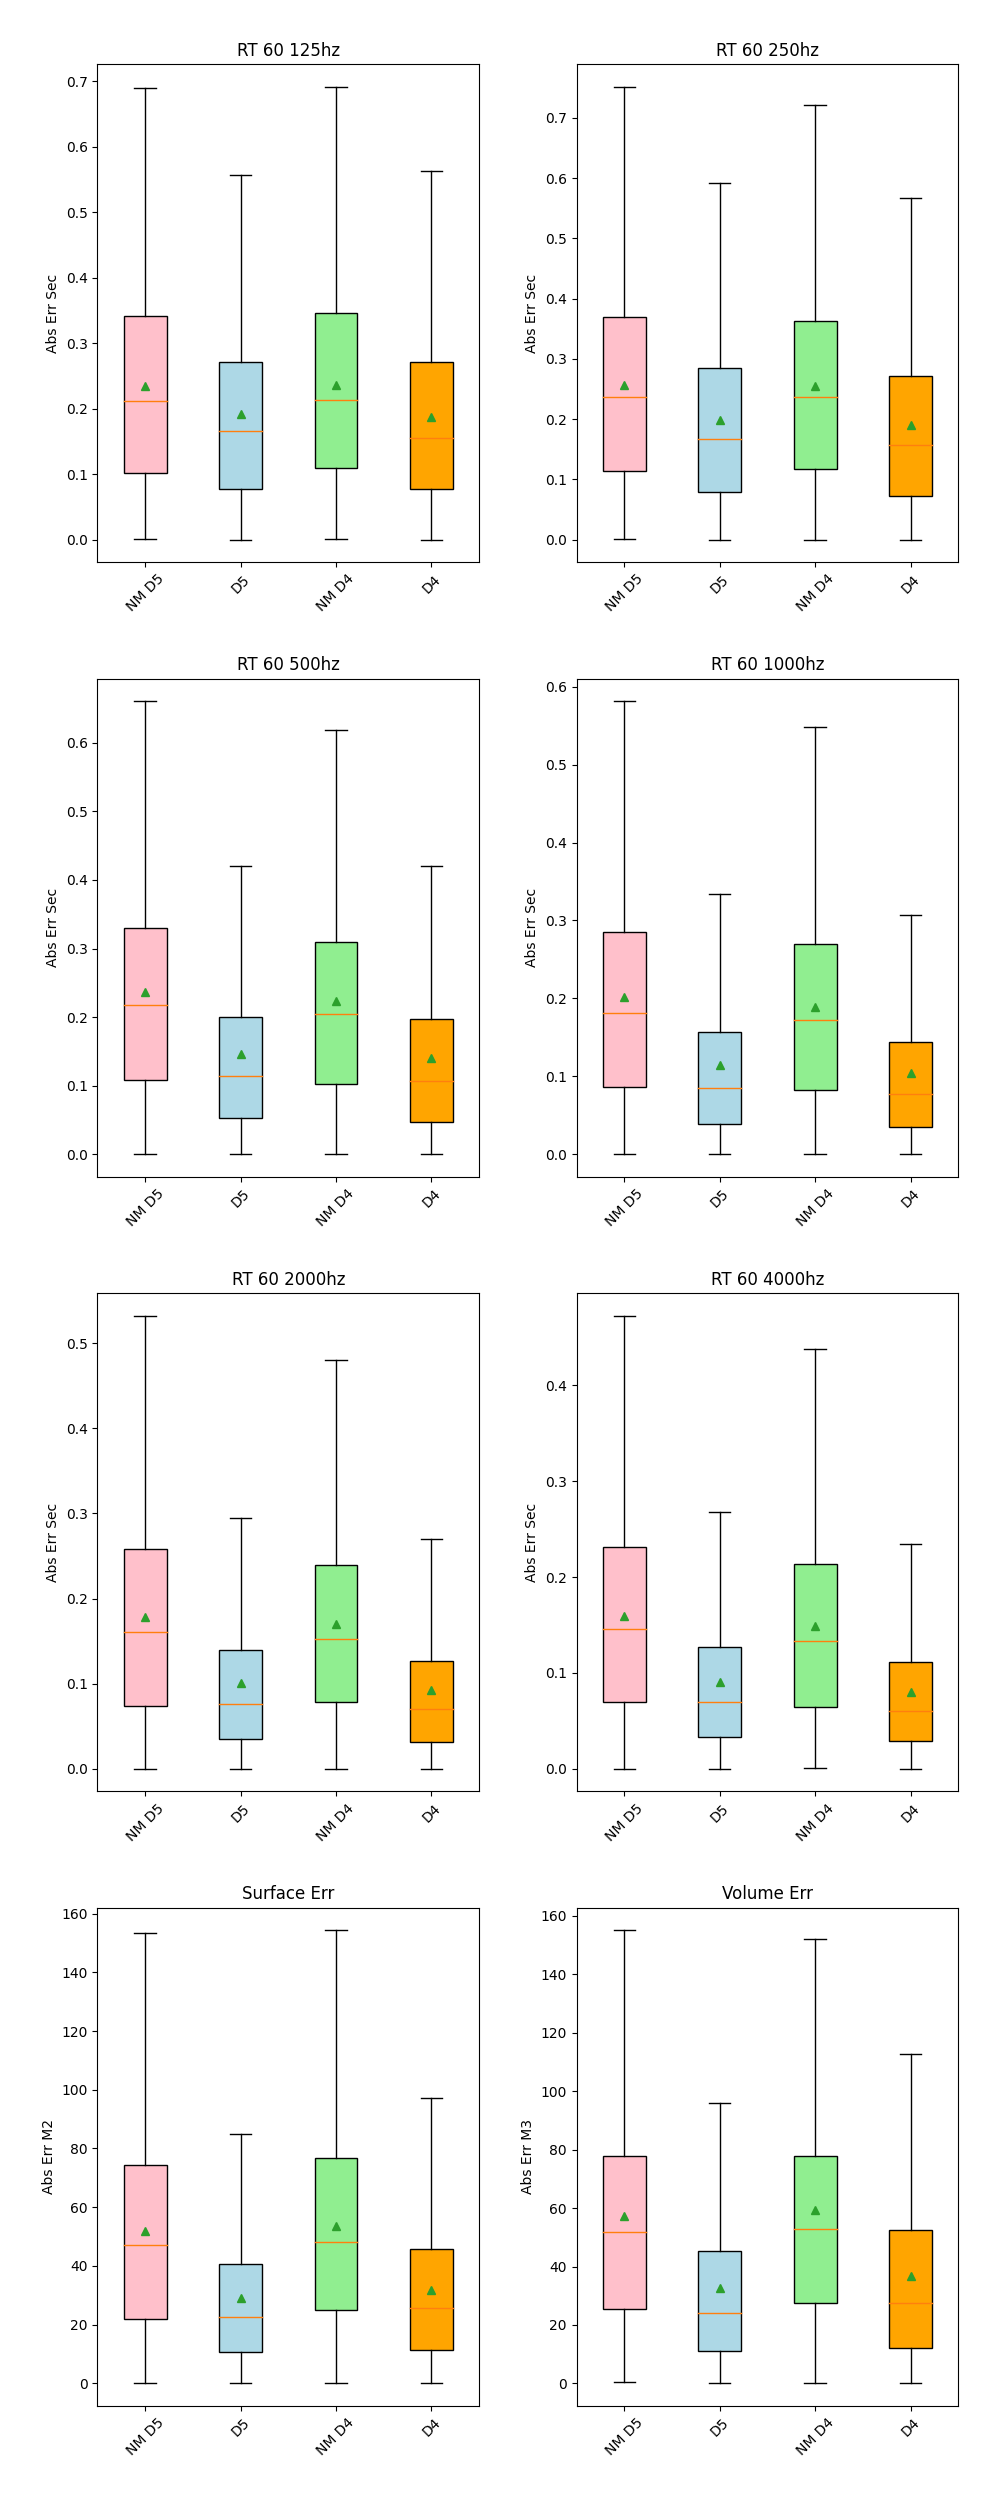 RT 60 125hz
Abs Err Sec
0.7
0.6
0.5
0.4
0.3
0.2
0.1
0.0
NM D5
D5
NM D4
D4
RT 60 250hz
Abs Err Sec
0.7
0.6
0.5
0.4
0.3
0.2
0.1
0.0
NM D5
D5
NM D4
D4
RT 60 500hz
Abs Err Sec
0.6
0.5
0.4
0.3
0.2
0.1
0.0
NM D5
D5
NM D4
D4
RT 60 1000hz
Abs Err Sec
0.6
0.5
0.4
0.3
0.2
0.1
0.0
NM D5
D5
NM D4
D4
RT 60 2000hz
Abs Err Sec
0.5
0.4
0.3
0.2
0.1
0.0
NM D5
D5
NM D4
D4
RT 60 4000hz
Abs Err Sec
0.4
0.3
0.2
0.1
0.0
NM D5
D5
NM D4
D4
Surface Err
Abs Err M2
160
140
120
100
80
60
40
20
0
NM D5
D5
NM D4
D4
Volume Err
Abs Err M3
160
140
120
100
80
60
40
20
0
NM D5
D5
NM D4
D4